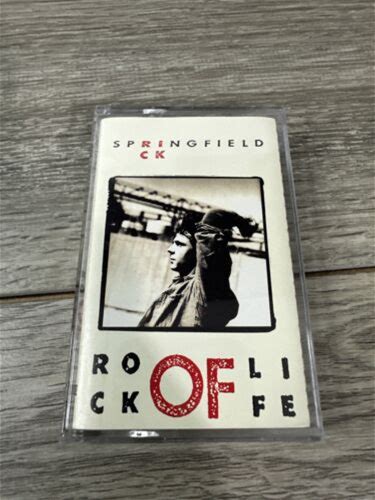 SPRINGFIELD
CK
RO OF LI
CK FE